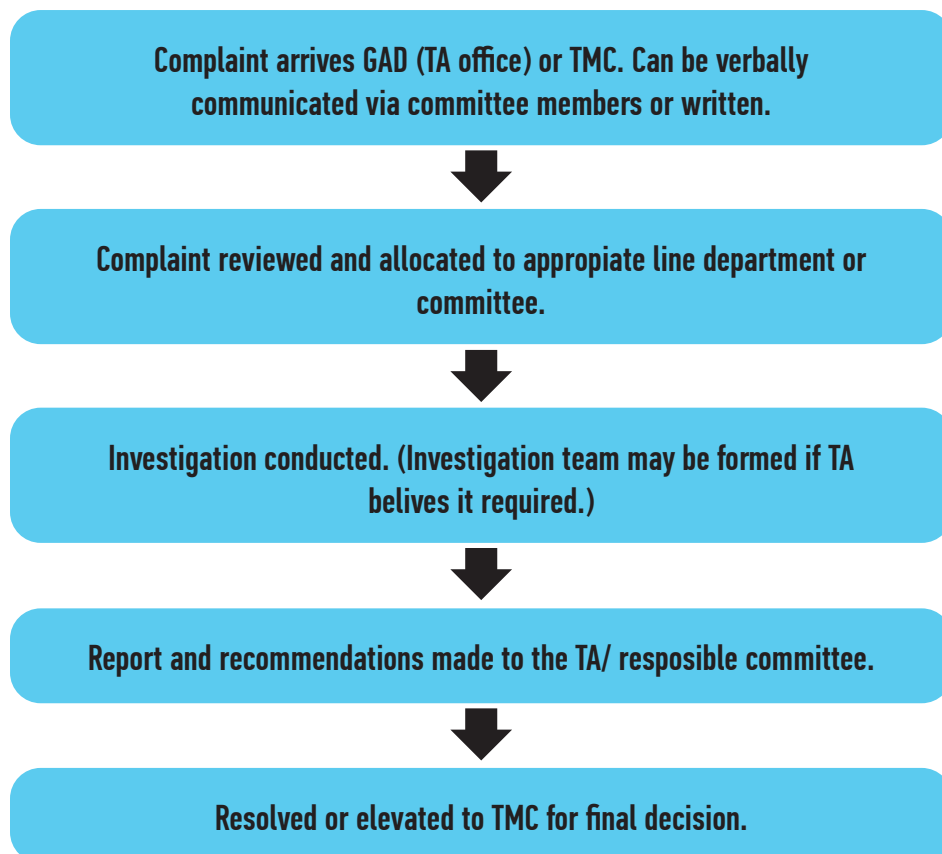 Complaint arrives GAD (TA office) or TMC. Can be verbally
communicated via committee members or written.
Complaint reviewed and allocated to appropiate line department or
committee.
Investigation conducted. (Investigation team may be formed if TA
belives it required.)
Report and recommendations made to the TA/ resposible committee.
Resolved or elevated to TMC for final decision.